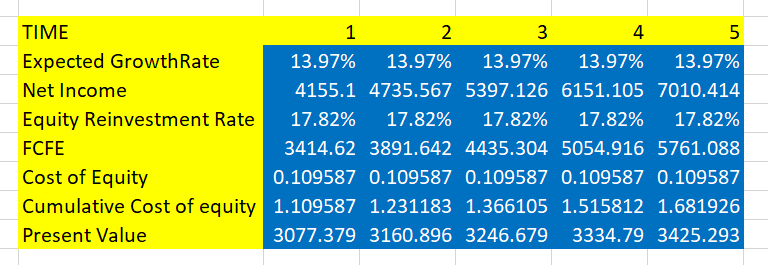 TIME 1 2 3 4 5
Expected GrowthRate 13.97% 13.97% 13.97% 13.97% 13.97%
Net Income 4155.1 4735.567 5397.126 6151.105 7010.414
Equity Reinvestment Rate 17.82% 17.82% 17.82% 17.82% 17.82%
FCFE 3414.62 3891.642 4435.304 5054.916 5761.088
Cost of Equity 0.109587 0.109587 0.109587 0.109587 0.109587
Cumulative Cost of equity 1.109587 1.231183 1.366105 1.515812 1.681926
Present Value 3077.379 3160.896 3246.679 3334.79 3425.293